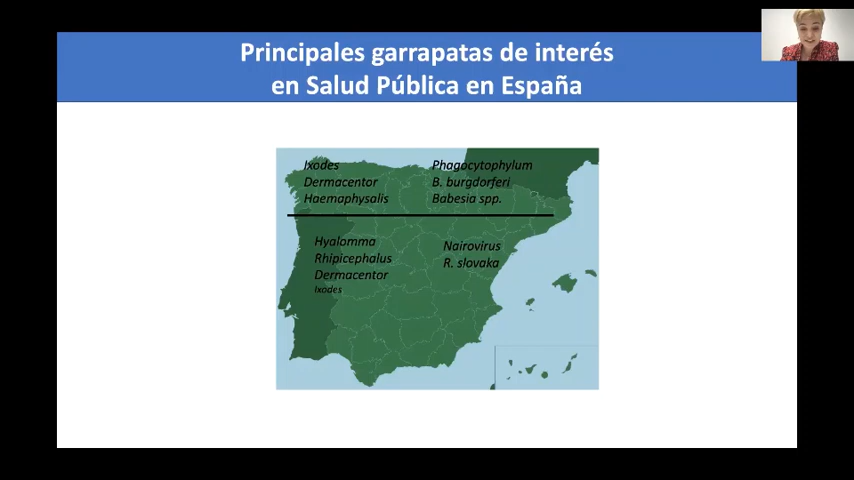 Principales garrapatas de interés
en Salud Pública en España
Ixodes
Dermacentor
Haemaphysalis
Phagocytophylum
B. burgdorferi
Babesia spp.
Hyalomma
Rhipicephalus
Dermacentor
Ixodes
Nairovirus
R. slovaka